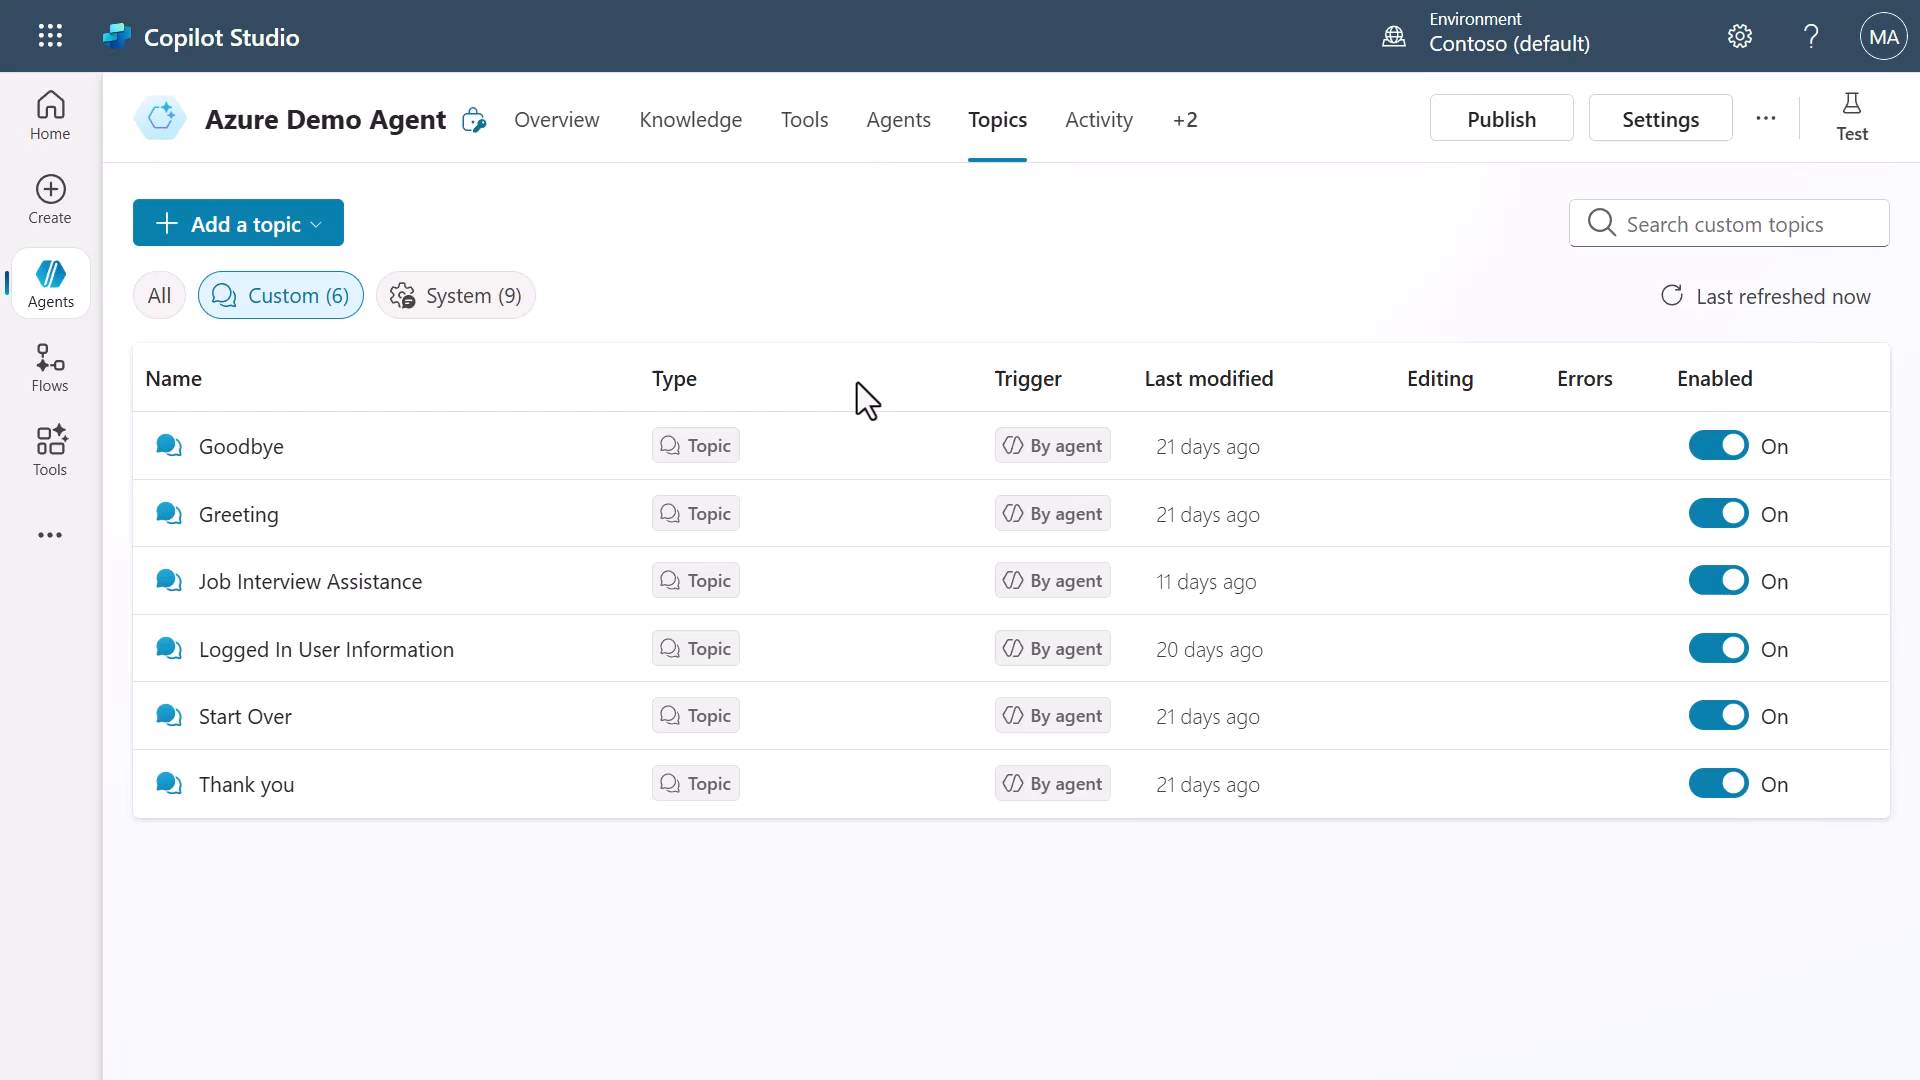 Copilot Studio
Environment
Contoso (default)
MA
Home
Create
Agents
Flows
Tools
Azure Demo Agent
Overview
Knowledge
Tools
Agents
Topics
Activity
+2
Publish
Settings
Test
Add a topic
Search custom topics
All
Custom (6)
System (9)
Last refreshed now
Name Type Trigger Last modified Editing Errors Enabled
Goodbye Topic By agent 21 days ago On
Greeting Topic By agent 21 days ago On
Job Interview Assistance Topic By agent 11 days ago On
Logged In User Information Topic By agent 20 days ago On
Start Over Topic By agent 21 days ago On
Thank you Topic By agent 21 days ago On